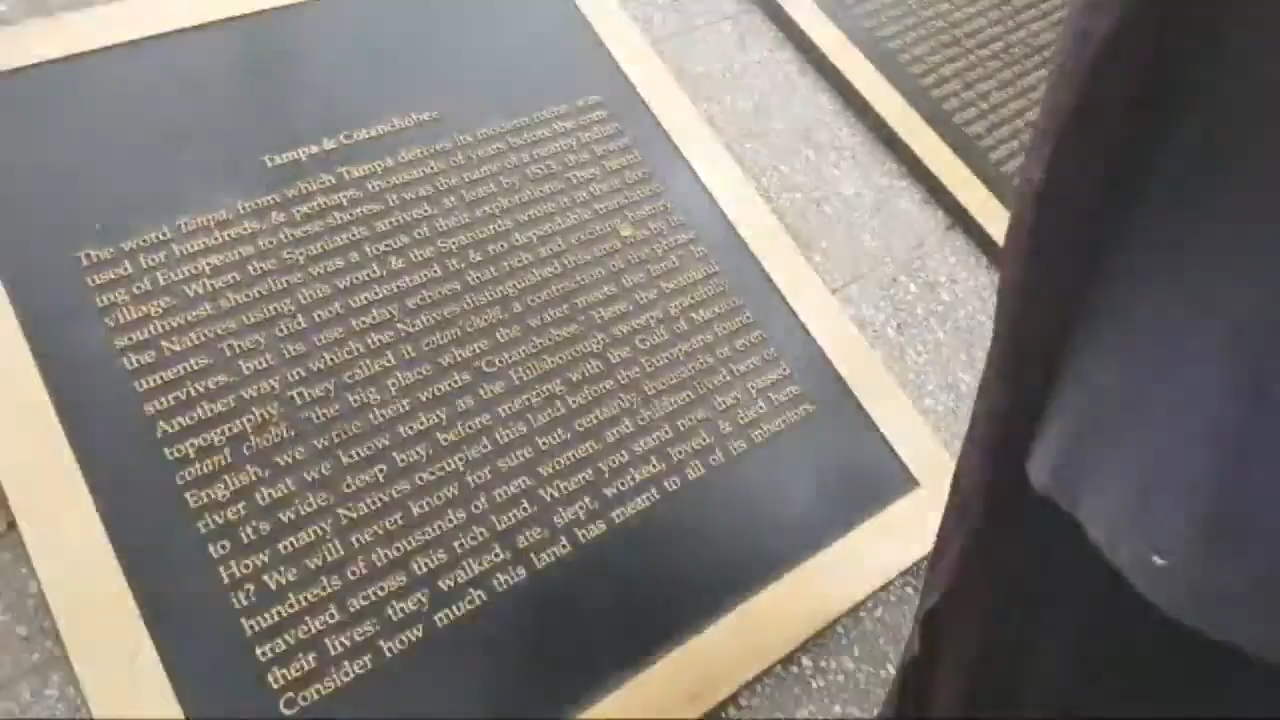 Tampa & Cotanchobee
The word Tanpa, from which Tampa derives its modern name, was
used for hundreds, & perhaps, thousands of years before the com-
ing of Europeans to these shores. It was the name of a nearby Indian
village. When the Spaniards arrived, at least by 1513, this lower
southwest shoreline was a focus of their explorations. They heard
the Natives using this word, & the Spaniards wrote it in their doc-
uments. They did not understand it, & no dependable translation
survives, but its use today echoes that rich and exciting history.
Another way in which the Natives distinguished this area was by its
topography. They called it cotan chobi, a contraction of the phrase
cotanî chobî, "the big place where the water meets the land." In
English, we write their words "Cotanchobee." Here, the beautiful
river that we know today as the Hillsborough sweeps gracefully
to it's wide, deep bay, before merging with the Gulf of Mexico.
How many Natives occupied this land before the Europeans found
it? We will never know for sure but, certainly, thousands or even
hundreds of thousands of men, women, and children lived here or
traveled across this rich land. Where you stand now, they passed
their lives: they walked, ate, slept, worked, loved, & died here.
Consider how much this land has meant to all of its inheritors.